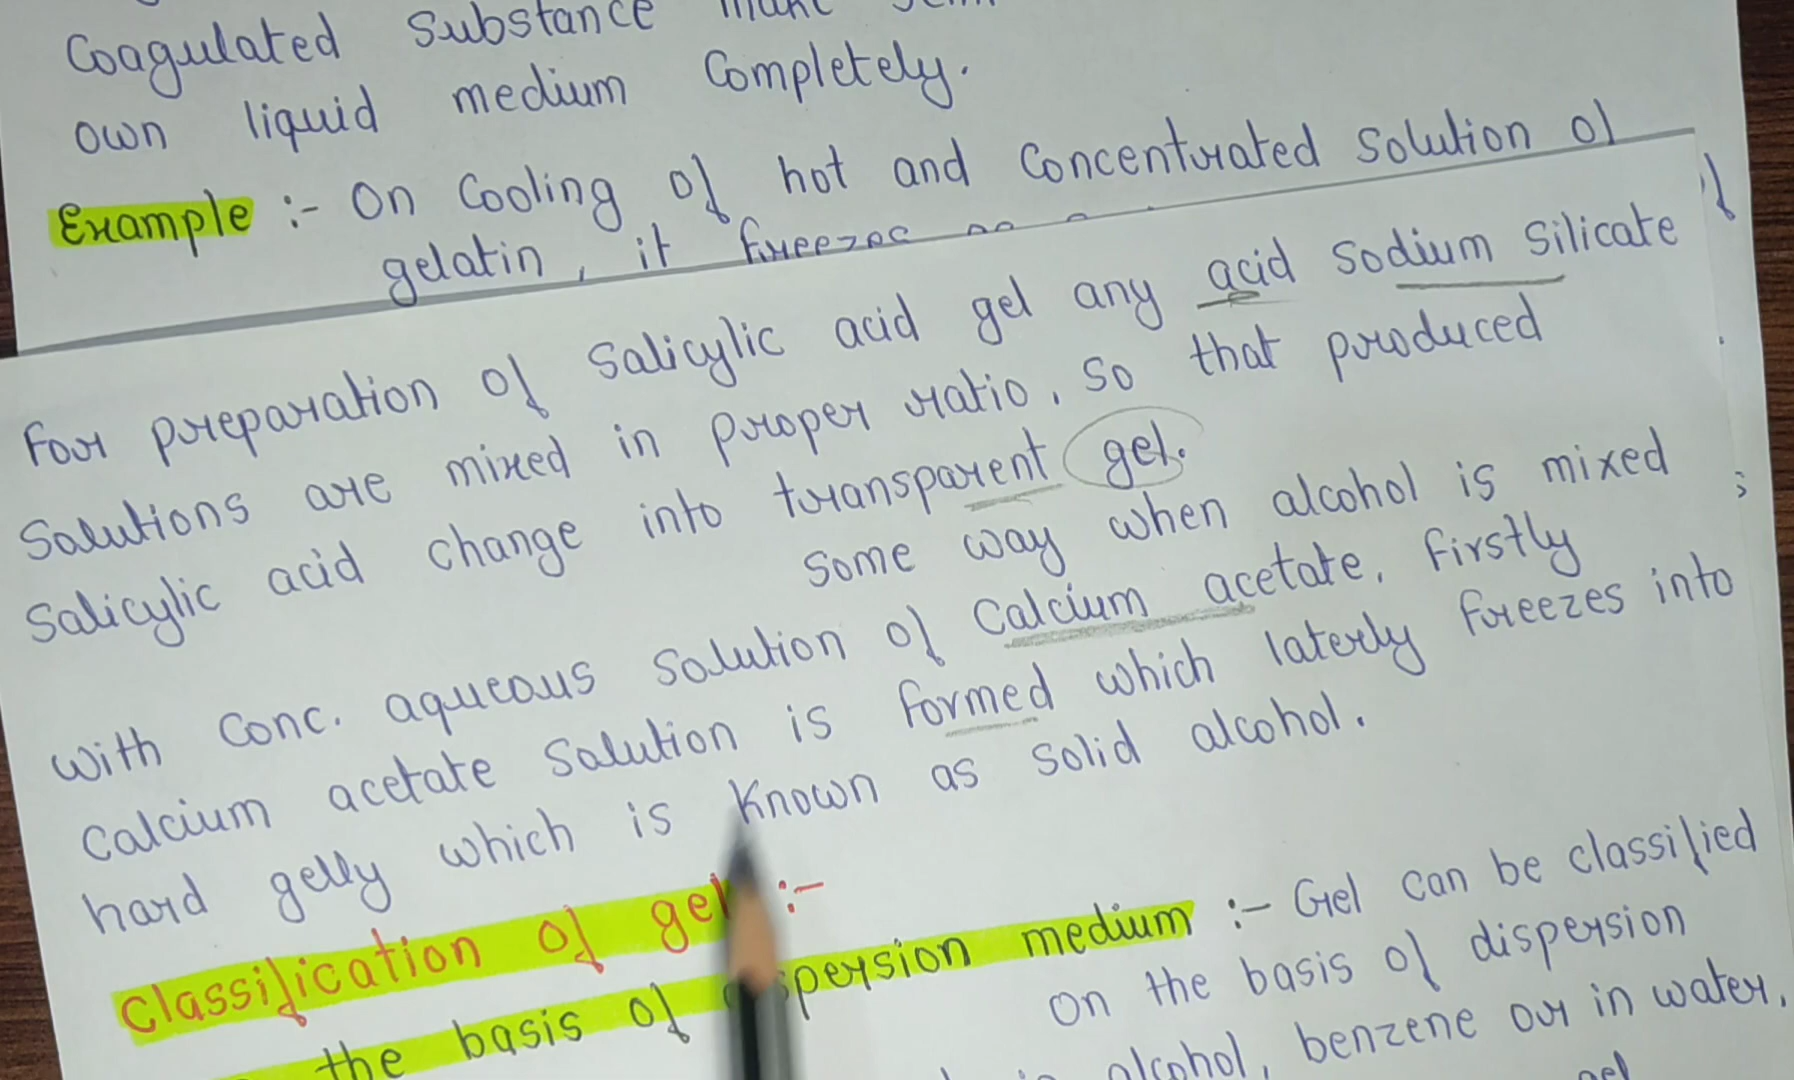 Coagulated substance
own liquid medium completely.
Example :- On cooling of hot and concentrated solution of
gelatin, it freezes
For preparation of Salicylic acid gel any acid sodium silicate
Solutions are mixed in proper ratio, so that produced
Salicylic acid change into transparent gel.
Some way when alcohol is mixed
with conc. aqueous solution of Calcium acetate, firstly
Calcium acetate solution is formed which laterly freezes into
hard gelly which is known as solid alcohol.
Classification of gel :-
the basis of dispersion medium :- Gel can be classified
on the basis of dispersion
alcohol, benzene or in water,
gel